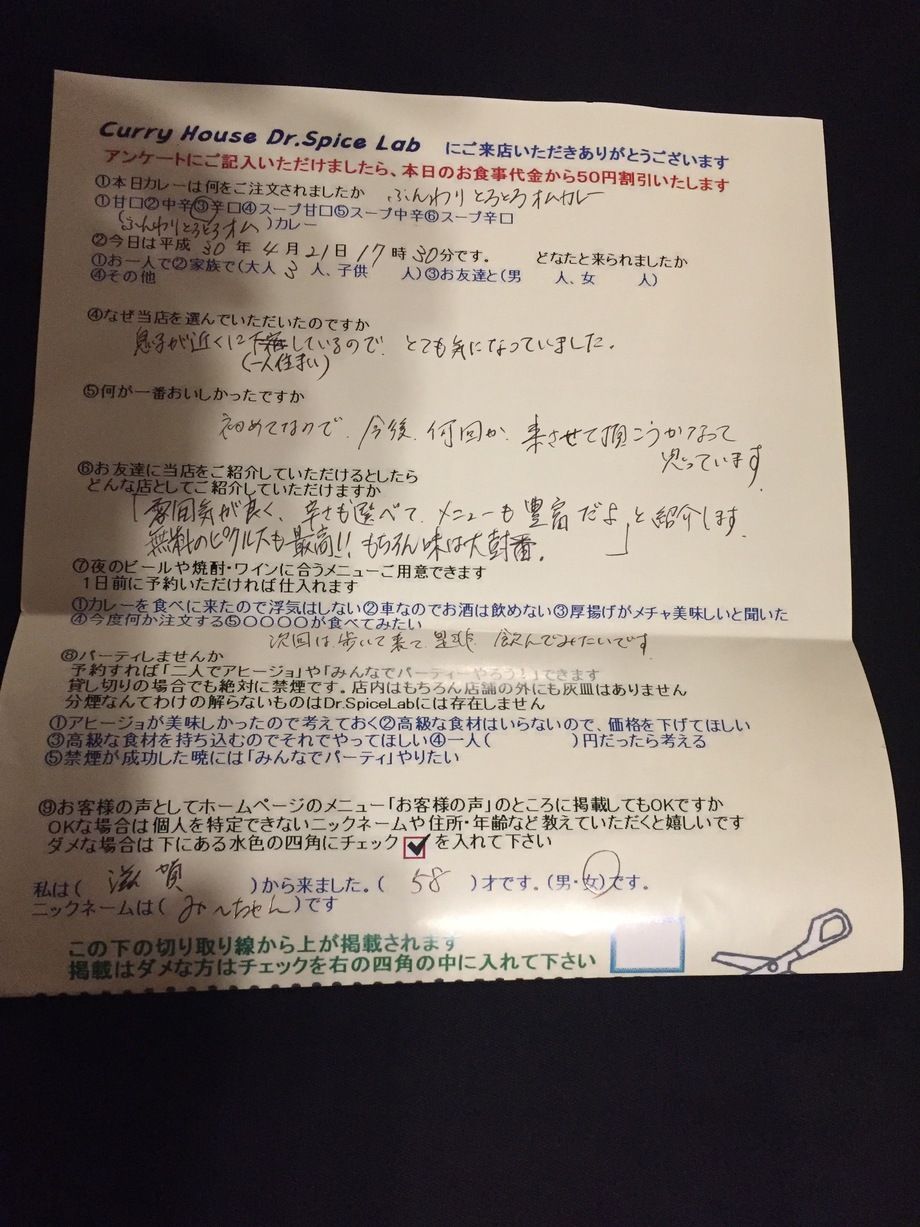 Curry House Dr.Spice Lab にご来店いただきありがとうございます
アンケートにご記入いただけましたら、本日のお食事代金から50円割引いたします
①本日カレーは何をご注文されましたか ふんわりとろとろオムカレー
①甘口②中辛③辛口④スープ甘口⑤スープ中辛⑥スープ辛口
(ふんわりとろとろオム)カレー
②今日は平成 30 年 4 月 21 日 17 時 30 分です。 どなたと来られましたか
①お一人で②ご家族で(大人 3 人、子供 人)③お友達と(男 人、女 人)
④その他
④なぜ当店を選んでいただいたのですか
息子が近くに しているので、とても気になっていました。
(一人住まい)
⑤何が一番おいしかったですか
初めてなので、今後、何回か、来させて頂こうかなって
思っています
⑥お友達に当店をご紹介していただけるとしたら
どんな店としてご紹介していただけますか
「雰囲気が良く、辛さも選べて、メニューも豊富だよ」と紹介します
無料のピクルスも最高!! もちろん味は太鼓番。
⑦夜のビールや焼酎・ワインに合うメニューご用意できます
1日前に予約いただければ仕入れます
①カレーを食べに来たので浮気はしない②車なのでお酒は飲めない③厚揚げがメチャ美味しいと聞いた
④今度何か注文する⑤〇〇〇〇が食べてみたい
次回は歩いて来て是非飲んでみたいです
⑧パーティしませんか
予約すれば「二人でアヒージョ」や「みんなでパーティーやろう!」できます
貸し切りの場合でも絶対に禁煙です。店内はもちろん店舗の外にも灰皿はありません
分煙なんてわけの解らないものはDr.SpiceLabには存在しません
①アヒージョが美味しかったので考えておく②高級な食材はいらないので、価格を下げてほしい
③高級な食材を持ち込むのでそれでやってほしい④一人( )円だったら考える
⑤禁煙が成功した暁には「みんなでパーティ」やりたい
⑨お客様の声としてホームページのメニュー「お客様の声」のところに掲載してもOKですか
OKな場合は個人を特定できないニックネームや住所・年齢など教えていただくと嬉しいです
ダメな場合は下にある水色の四角にチェック を入れて下さい
私は( 滋賀 )から来ました。( 58 )才です。(男・女)です。
ニックネームは( みーちゃん )です
この下の切り取り線から上が掲載されます
掲載はダメな方はチェックを右の四角の中に入れて下さい